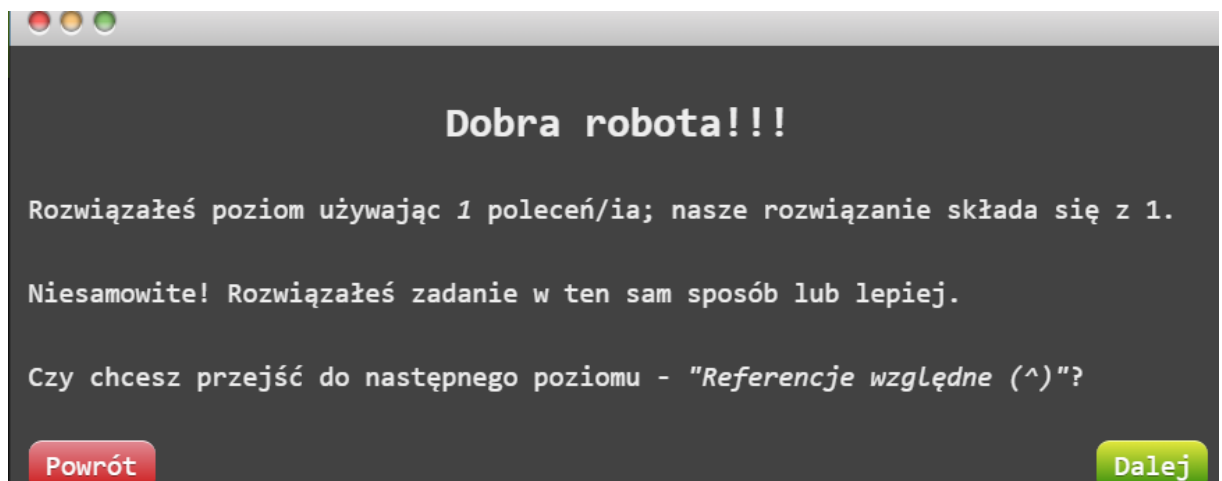 Dobra robota!!!
Rozwiązałeś poziom używając 1 poleceń/ia; nasze rozwiązanie składa się z 1.
Niesamowite! Rozwiązałeś zadanie w ten sam sposób lub lepiej.
Czy chcesz przejść do następnego poziomu - "Referencje względne (^)"?
Powrót
Dalej